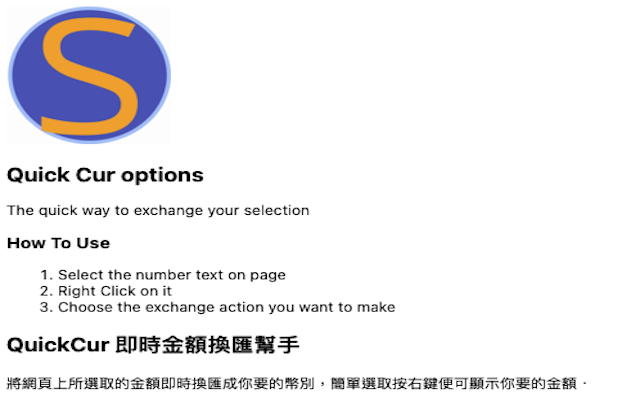 S
Quick Cur options
The quick way to exchange your selection
How To Use
1. Select the number text on page
2. Right Click on it
3. Choose the exchange action you want to make
QuickCur 即時金額換匯幫手
將網頁上所選取的金額即時換匯成你要的幣別，簡單選取按右鍵便可顯示你要的金額．